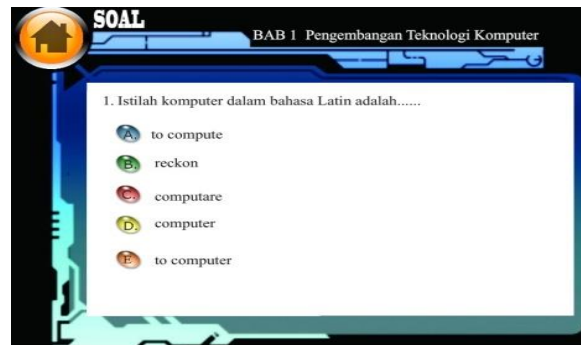 SOAL
BAB 1 Pengembangan Teknologi Komputer
1. Istilah komputer dalam bahasa Latin adalah......
A. to compute
B. reckon
C. computare
D. computer
E to computer